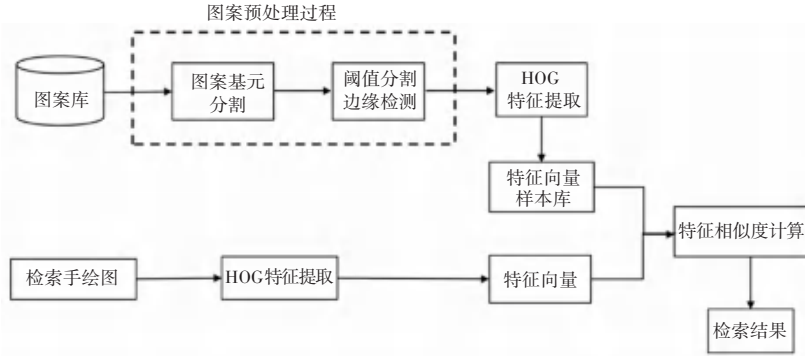 图案预处理过程
图案库
图案基元
分割
阈值分割
边缘检测
HOG
特征提取
特征向量
样本库
特征相似度计算
检索手绘图
HOG特征提取
特征向量
检索结果